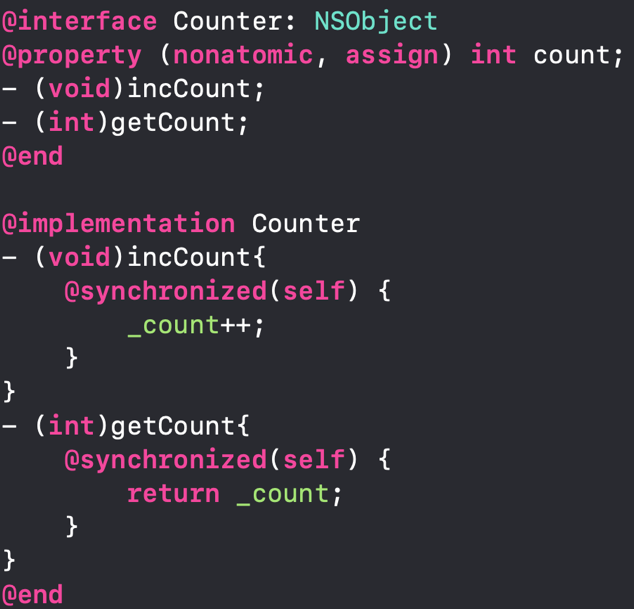 @interface Counter: NSObject
@property (nonatomic, assign) int count;
- (void)incCount;
- (int)getCount;
@end

@implementation Counter
- (void)incCount{
    @synchronized(self) {
        _count++;
    }
}
- (int)getCount{
    @synchronized(self) {
        return _count;
    }
}
@end